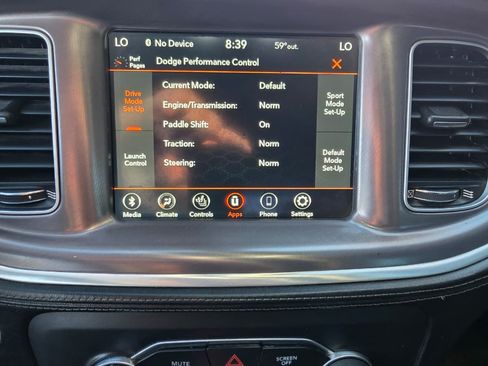 LO No Device 8:39 59° out. LO
Perf Pages Dodge Performance Control X
Drive Mode Set-Up
Current Mode: Default
Engine/Transmission: Norm
Paddle Shift: On
Traction: Norm
Steering: Norm
Sport Mode Set-Up
Launch Control
Default Mode Set-Up
Media Climate Controls Apps Phone Settings
MUTE SCREEN OFF